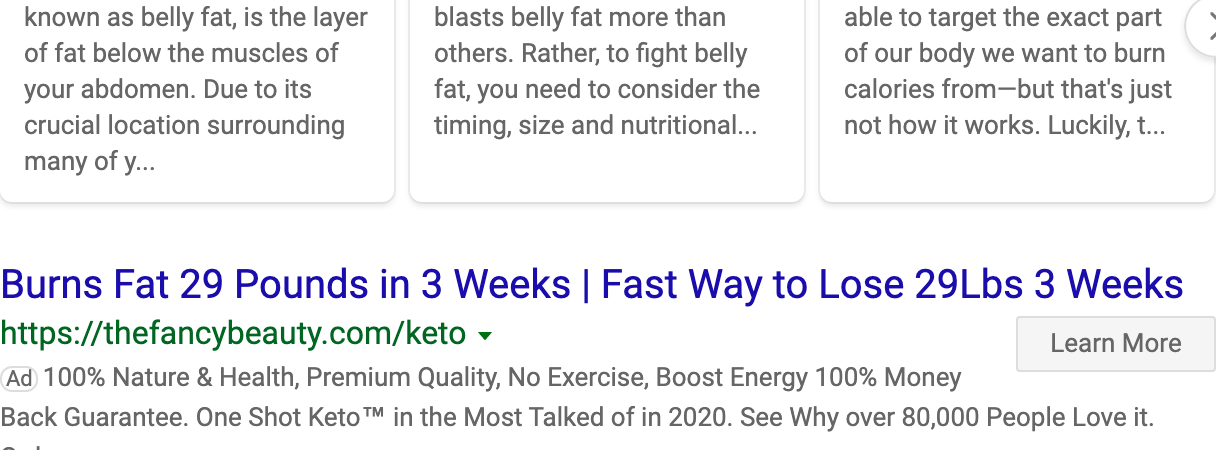 known as belly fat, is the layer
of fat below the muscles of
your abdomen. Due to its
crucial location surrounding
many of y...
blasts belly fat more than
others. Rather, to fight belly
fat, you need to consider the
timing, size and nutritional...
able to target the exact part
of our body we want to burn
calories from—but that's just
not how it works. Luckily, t...
Burns Fat 29 Pounds in 3 Weeks | Fast Way to Lose 29Lbs 3 Weeks
https://thefancybeauty.com/keto
Learn More
Ad 100% Nature & Health, Premium Quality, No Exercise, Boost Energy 100% Money
Back Guarantee. One Shot Keto™ in the Most Talked of in 2020. See Why over 80,000 People Love it.